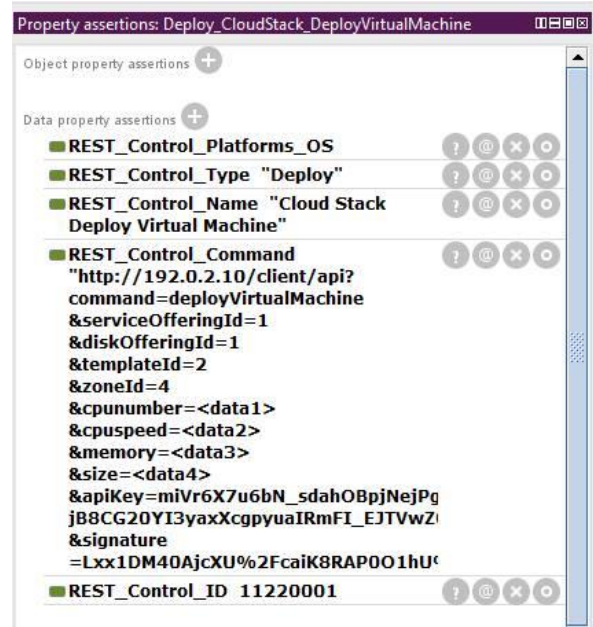 Property assertions: Deploy_CloudStack_DeployVirtualMachine
Object property assertions
Data property assertions
REST_Control_Platforms_OS
REST_Control_Type "Deploy"
REST_Control_Name "Cloud Stack
Deploy Virtual Machine"
REST_Control_Command
"http://192.0.2.10/client/api?
command=deployVirtualMachine
&serviceOfferingId=1
&diskOfferingId=1
&templateId=2
&zoneId=4
&cpunumber=<data1>
&cpuspeed=<data2>
&memory=<data3>
&size=<data4>
&apiKey=miVr6X7u6bN_sdahOBpjNejPg
jB8CG20YI3yaxXcgpyuaIRmFI_EJTVwZ
&signature
=Lxx1DM40AjcXU%2FcaiK8RAP0O1hU
REST_Control_ID 11220001